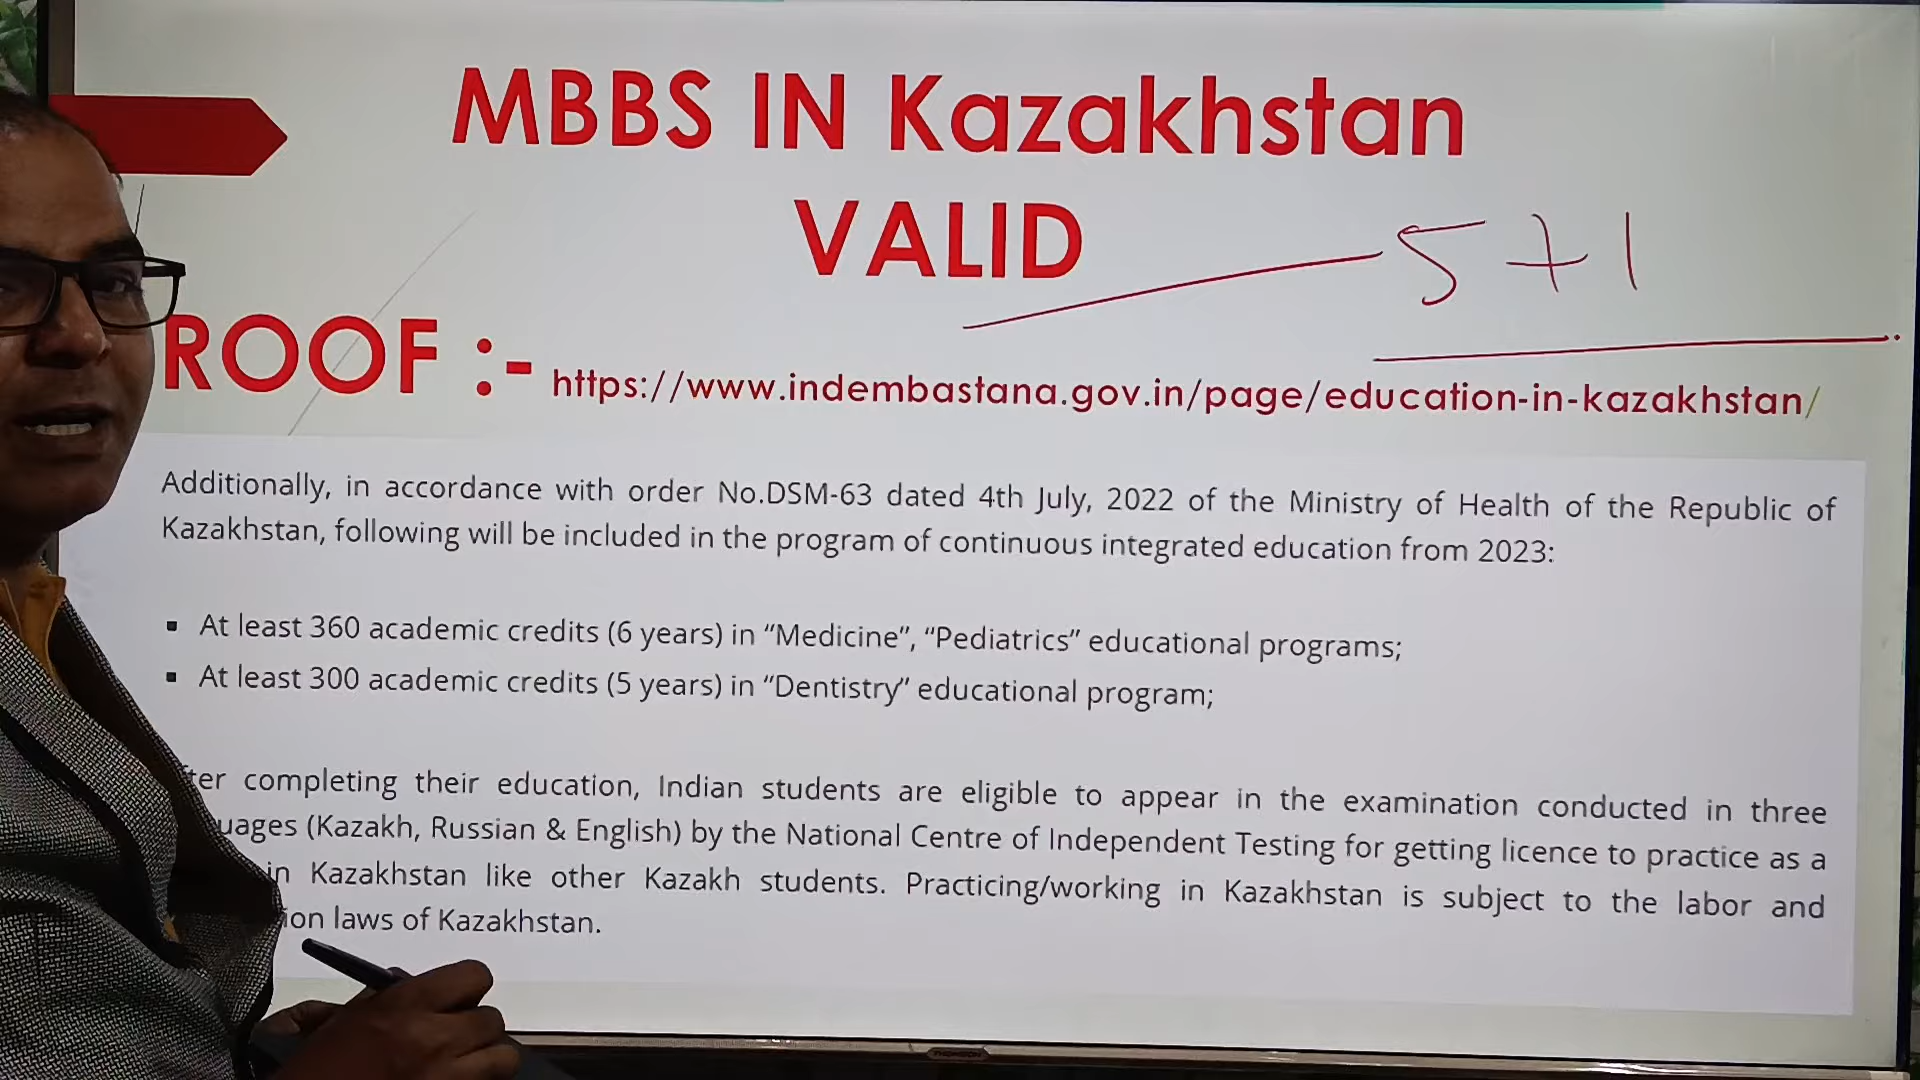 MBBS IN Kazakhstan
VALID
5+1
ROOF :- https://www.indembastana.gov.in/page/education-in-kazakhstan/
Additionally, in accordance with order No.DSM-63 dated 4th July, 2022 of the Ministry of Health of the Republic of
Kazakhstan, following will be included in the program of continuous integrated education from 2023:
▪ At least 360 academic credits (6 years) in “Medicine”, “Pediatrics” educational programs;
▪ At least 300 academic credits (5 years) in “Dentistry” educational program;
ter completing their education, Indian students are eligible to appear in the examination conducted in three
uages (Kazakh, Russian & English) by the National Centre of Independent Testing for getting licence to practice as a
in Kazakhstan like other Kazakh students. Practicing/working in Kazakhstan is subject to the labor and
ion laws of Kazakhstan.